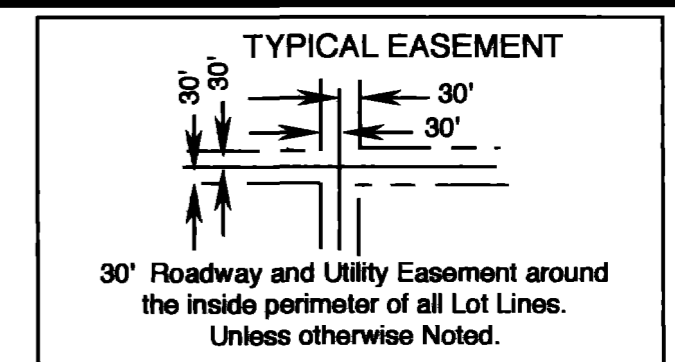 TYPICAL EASEMENT
30' 30' 30'
30'
30' Roadway and Utility Easement around
the inside perimeter of all Lot Lines.
Unless otherwise Noted.